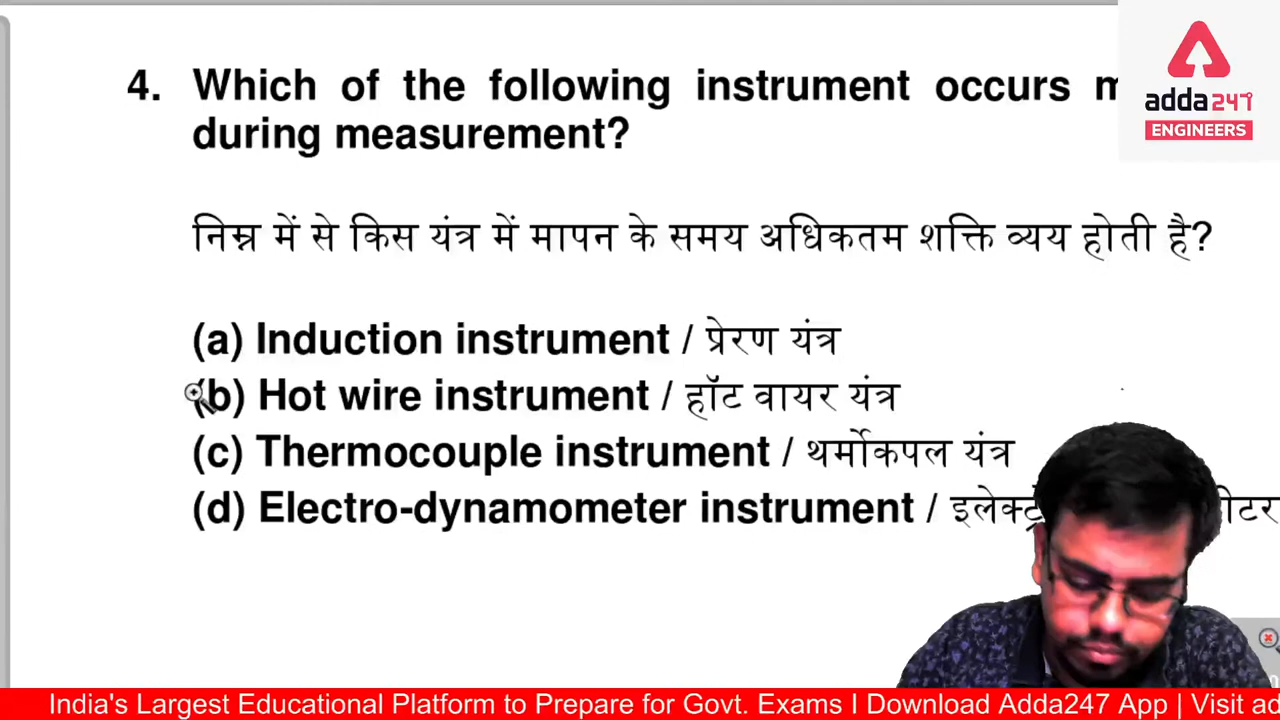 4. Which of the following instrument occurs
during measurement?
निम्न में से किस यंत्र में मापन के समय अधिकतम शक्ति व्यय होती है?
(a) Induction instrument / प्रेरण यंत्र
(b) Hot wire instrument / हॉट वायर यंत्र
(c) Thermocouple instrument / थर्मोकपल यंत्र
(d) Electro-dynamometer instrument /
adda247
ENGINEERS
India's Largest Educational Platform to Prepare for Govt. Exams I Download Adda247 App | Visit